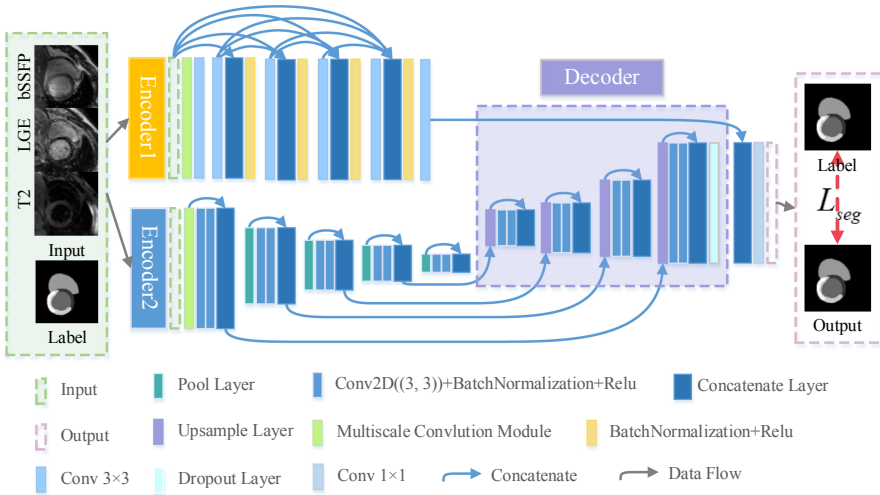 bSSFP
LGE
T2
Input
Label
Encoder1
Encoder2
Decoder
Label
L_seg
Output
Input
Pool Layer
Conv2D((3, 3))+BatchNormalization+Relu
Concatenate Layer
Output
Upsample Layer
Multiscale Convlution Module
BatchNormalization+Relu
Conv 3×3
Dropout Layer
Conv 1×1
Concatenate
Data Flow